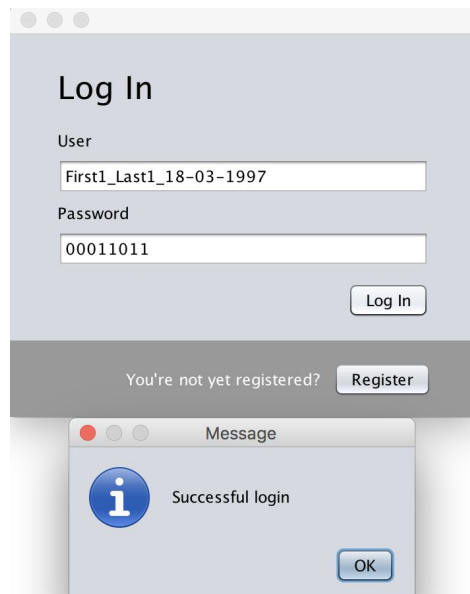 Log In
User
First1_Last1_18-03-1997
Password
00011011
Log In
You're not yet registered? Register
Message
Successful login
OK